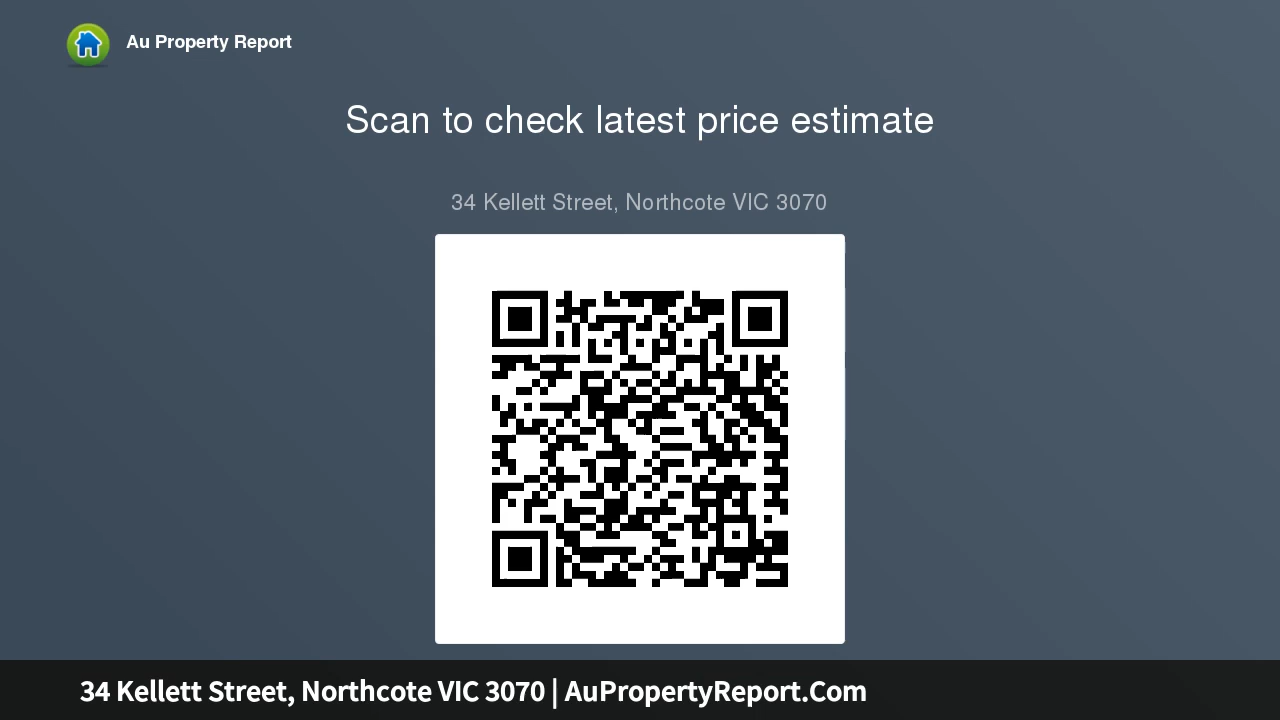 Au Property Report
Scan to check latest price estimate
34 Kellett Street, Northcote VIC 3070
34 Kellett Street, Northcote VIC 3070 | AuPropertyReport.Com